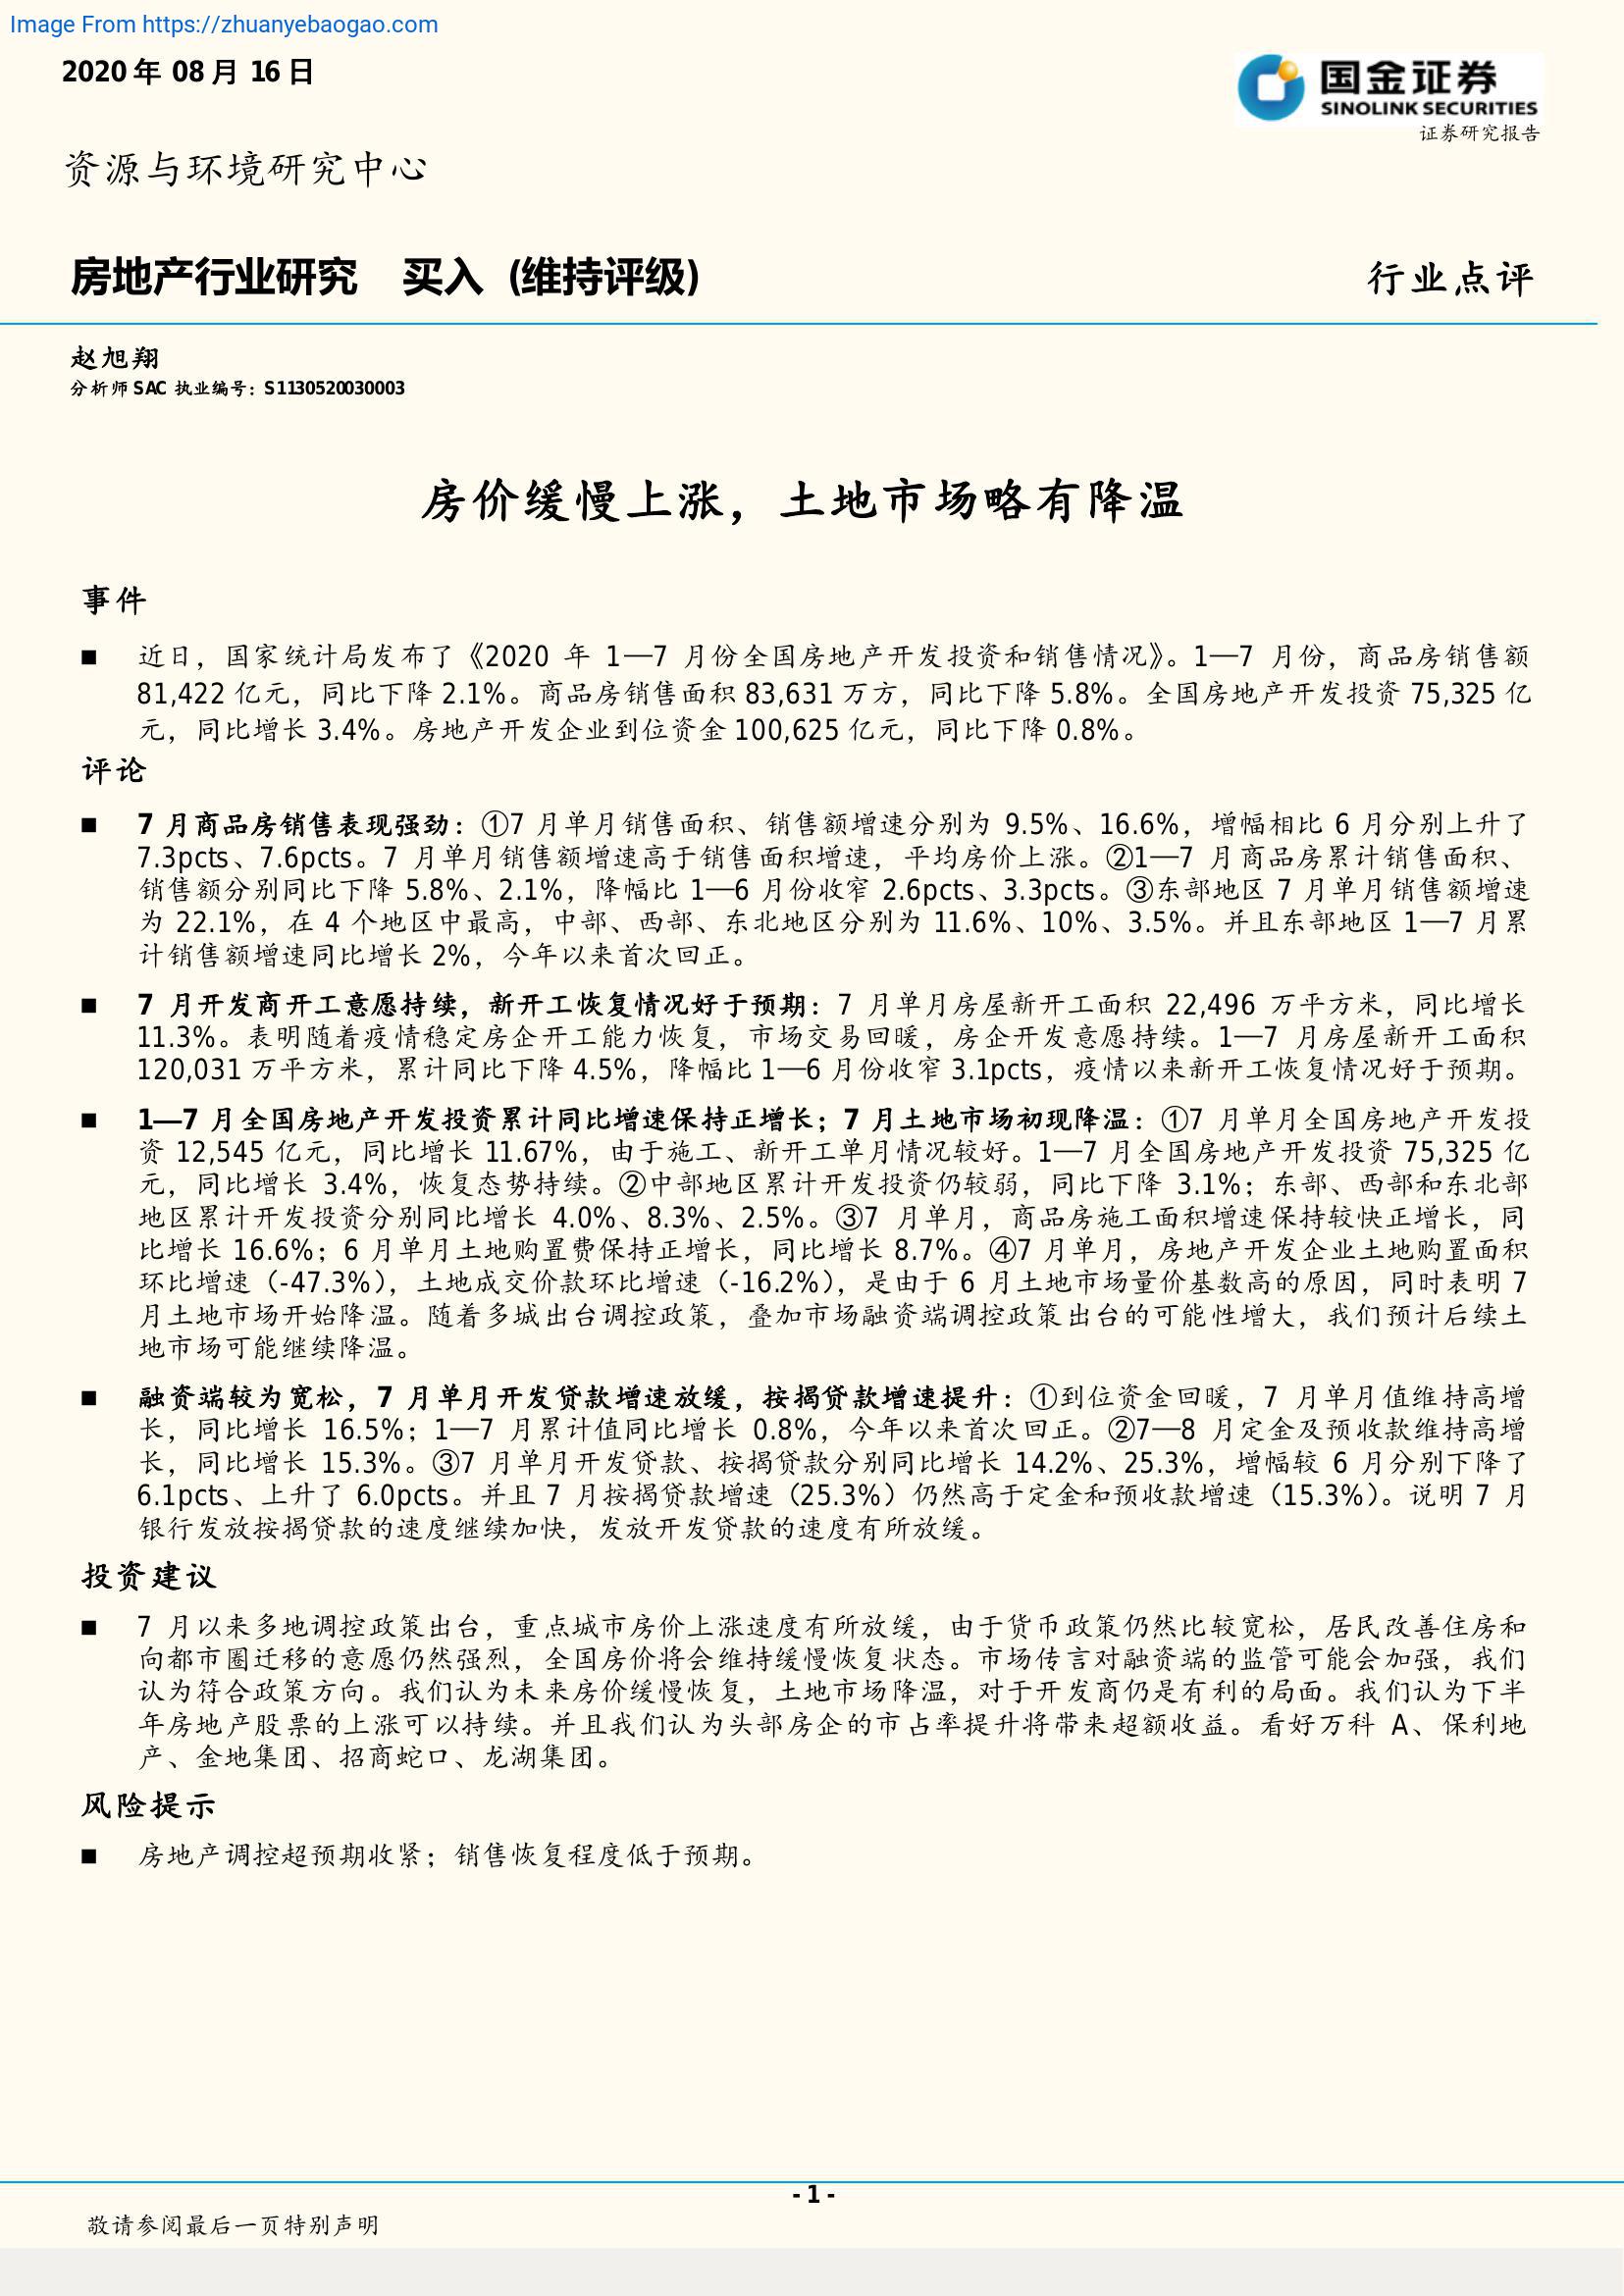 Image From https://zhuanyebaogao.com
2020 年 08 月 16 日
国金证券
SINOLINK SECURITIES
证券研究报告
资源与环境研究中心
房地产行业研究 买入 (维持评级)
行业点评
赵旭翔
分析师 SAC 执业编号：S1130520030003
房价缓慢上涨，土地市场略有降温
事件
■ 近日，国家统计局发布了《2020 年 1—7 月份全国房地产开发投资和销售情况》。1—7 月份，商品房销售额
81,422 亿元，同比下降 2.1%。商品房销售面积 83,631 万方，同比下降 5.8%。全国房地产开发投资 75,325 亿
元，同比增长 3.4%。房地产开发企业到位资金 100,625 亿元，同比下降 0.8%。
评论
■ 7 月商品房销售表现强劲：①7 月单月销售面积、销售额增速分别为 9.5%、16.6%，增幅相比 6 月分别上升了
7.3pcts、7.6pcts。7 月单月销售额增速高于销售面积增速，平均房价上涨。②1—7 月商品房累计销售面积、
销售额分别同比下降 5.8%、2.1%，降幅比 1—6 月份收窄 2.6pcts、3.3pcts。③东部地区 7 月单月销售额增速
为 22.1%，在 4 个地区中最高，中部、西部、东北地区分别为 11.6%、10%、3.5%。并且东部地区 1—7 月累
计销售额增速同比增长 2%，今年以来首次回正。
■ 7 月开发商开工意愿持续，新开工恢复情况好于预期：7 月单月房屋新开工面积 22,496 万平方米，同比增长
11.3%。表明随着疫情稳定房企开工能力恢复，市场交易回暖，房企开发意愿持续。1—7 月房屋新开工面积
120,031 万平方米，累计同比下降 4.5%，降幅比 1—6 月份收窄 3.1pcts，疫情以来新开工恢复情况好于预期。
■ 1—7 月全国房地产开发投资累计同比增速保持正增长；7 月土地市场初现降温：①7 月单月全国房地产开发投
资 12,545 亿元，同比增长 11.67%，由于施工、新开工单月情况较好。1—7 月全国房地产开发投资 75,325 亿
元，同比增长 3.4%，恢复态势持续。②中部地区累计开发投资仍较弱，同比下降 3.1%；东部、西部和东北部
地区累计开发投资分别同比增长 4.0%、8.3%、2.5%。③7 月单月，商品房施工面积增速保持较快正增长，同
比增长 16.6%；6 月单月土地购置费保持正增长，同比增长 8.7%。④7 月单月，房地产开发企业土地购置面积
环比增速（-47.3%），土地成交价款环比增速（-16.2%），是由于 6 月土地市场量价基数高的原因，同时表明 7
月土地市场开始降温。随着多城出台调控政策，叠加市场融资端调控政策出台的可能性增大，我们预计后续土
地市场可能继续降温。
■ 融资端较为宽松，7 月单月开发贷款增速放缓，按揭贷款增速提升：①到位资金回暖，7 月单月值维持高增
长，同比增长 16.5%；1—7 月累计值同比增长 0.8%，今年以来首次回正。②7—8 月定金及预收款维持高增
长，同比增长 15.3%。③7 月单月开发贷款、按揭贷款分别同比增长 14.2%、25.3%，增幅较 6 月分别下降了
6.1pcts、上升了 6.0pcts。并且 7 月按揭贷款增速（25.3%）仍然高于定金和预收款增速（15.3%）。说明 7 月
银行发放按揭贷款的速度继续加快，发放开发贷款的速度有所放缓。
投资建议
■ 7 月以来多地调控政策出台，重点城市房价上涨速度有所放缓，由于货币政策仍然比较宽松，居民改善住房和
向都市圈迁移的意愿仍然强烈，全国房价将会维持缓慢恢复状态。市场传言对融资端的监管可能会加强，我们
认为符合政策方向。我们认为未来房价缓慢恢复，土地市场降温，对于开发商仍是有利的局面。我们认为下半
年房地产股票的上涨可以持续。并且我们认为头部房企的市占率提升将带来超额收益。看好万科 A、保利地
产、金地集团、招商蛇口、龙湖集团。
风险提示
■ 房地产调控超预期收紧；销售恢复程度低于预期。
- 1 -
敬请参阅最后一页特别声明